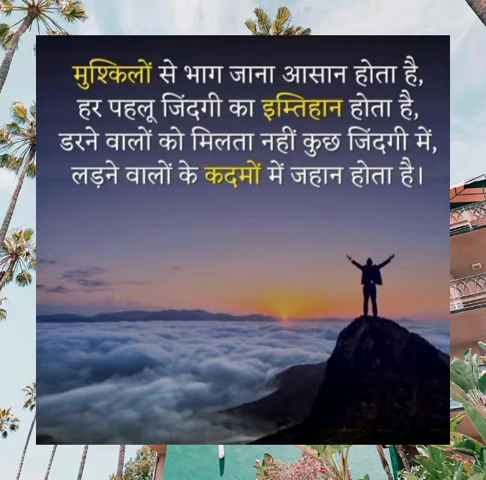 मुश्किलों से भाग जाना आसान होता है,
हर पहलू जिंदगी का इम्तिहान होता है,
डरने वालों को मिलता नहीं कुछ जिंदगी में,
लड़ने वालों के कदमों में जहान होता है।